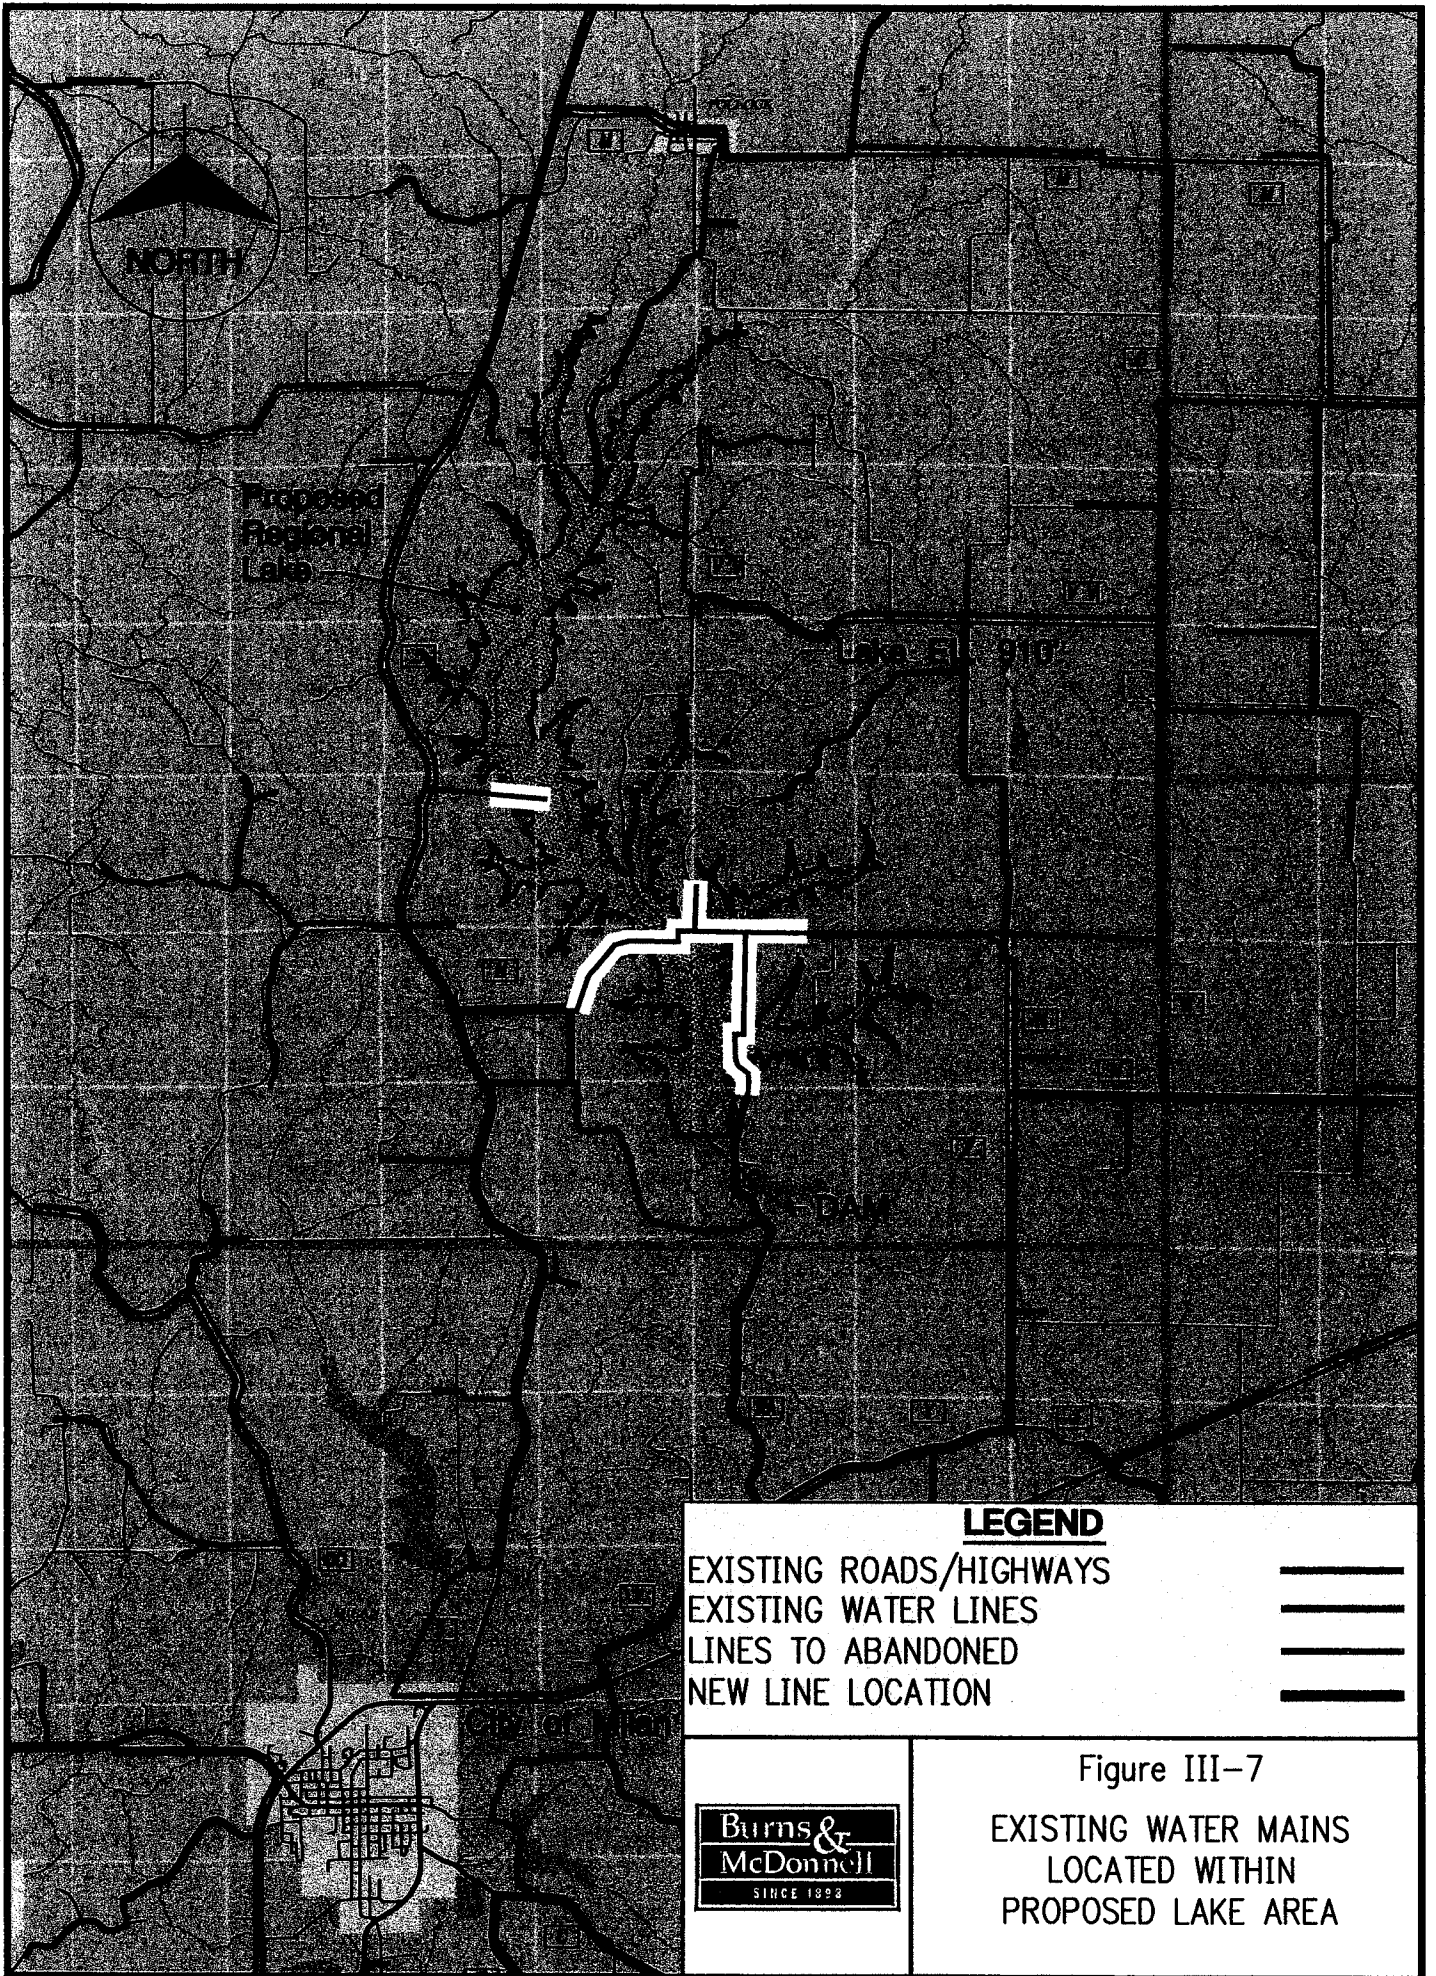 NORTH
Proposed
Regional
Lake
Lake El. 910'
DAM
City of Milan
LEGEND
EXISTING ROADS/HIGHWAYS
EXISTING WATER LINES
LINES TO ABANDONED
NEW LINE LOCATION
Burns &
McDonnell
SINCE 1898
Figure III-7
EXISTING WATER MAINS
LOCATED WITHIN
PROPOSED LAKE AREA